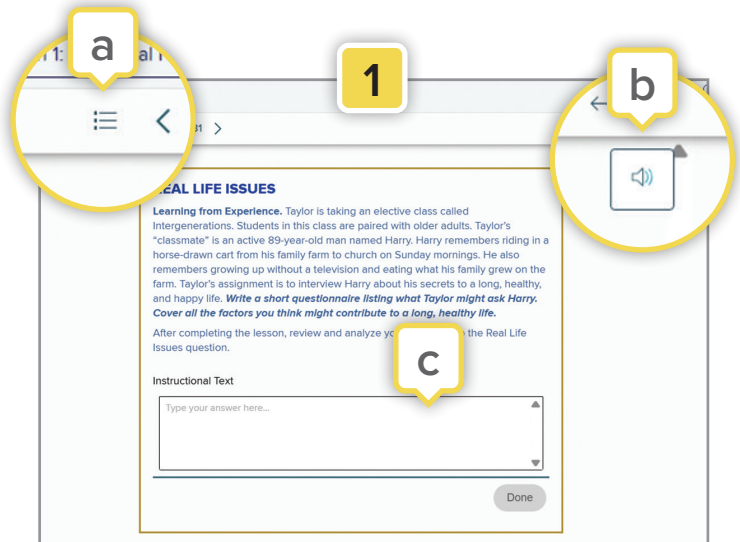 a
1
b
1:
al
31
REAL LIFE ISSUES
Learning from Experience. Taylor is taking an elective class called
Intergenerations. Students in this class are paired with older adults. Taylor's
"classmate" is an active 89-year-old man named Harry. Harry remembers riding in a
horse-drawn cart from his family farm to church on Sunday mornings. He also
remembers growing up without a television and eating what his family grew on the
farm. Taylor's assignment is to interview Harry about his secrets to a long, healthy,
and happy life. Write a short questionnaire listing what Taylor might ask Harry.
Cover all the factors you think might contribute to a long, healthy life.
After completing the lesson, review and analyze yo the Real Life
Issues question.
c
Instructional Text
Type your answer here...
Done